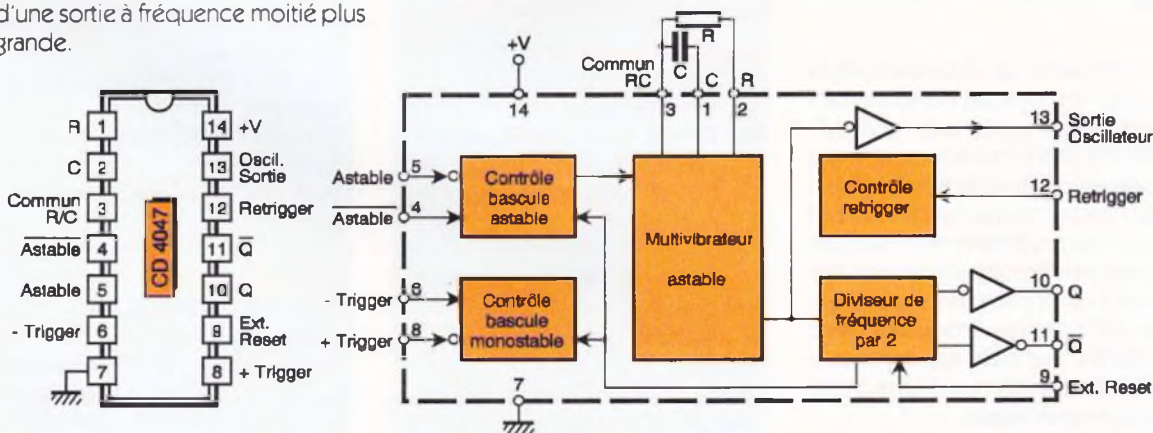 d'une sortie à fréquence moitié plus
grande.
R 1
C 2
Commun
R/C 3
Astable 4
Astable 5
- Trigger 6
7
CD 4047
14 +V
13 Oscil.
Sortie
12 Retrigger
11 Q
10 Q
9 Ext.
Reset
8 + Trigger
+V
14
Commun
RC
C
R
C
R
3
1
2
Astable 5
Astable 4
Contrôle
bascule
astable
- Trigger 6
+ Trigger 8
Contrôle
bascule
monostable
7
Multivibrateur
astable
13 Sortie
Oscillateur
Contrôle
retrigger
12 Retrigger
Diviseur de
fréquence
par 2
10 Q
11 Q
9 Ext. Reset